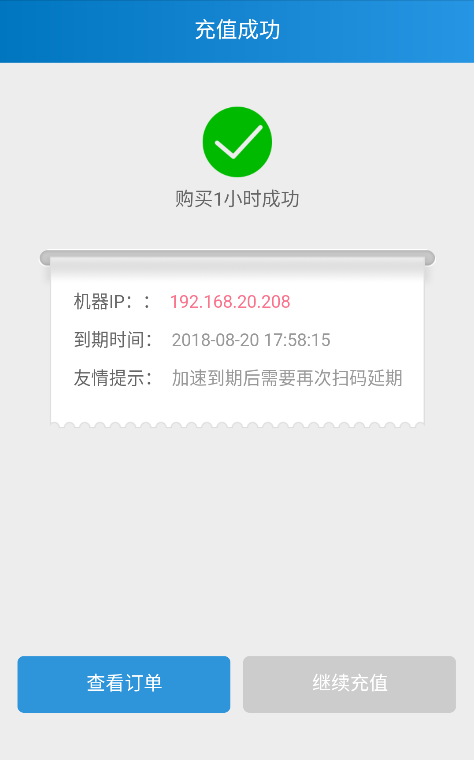 充值成功
购买1小时成功
机器IP：： 192.168.20.208
到期时间： 2018-08-20 17:58:15
友情提示： 加速到期后需要再次扫码延期
查看订单 继续充值